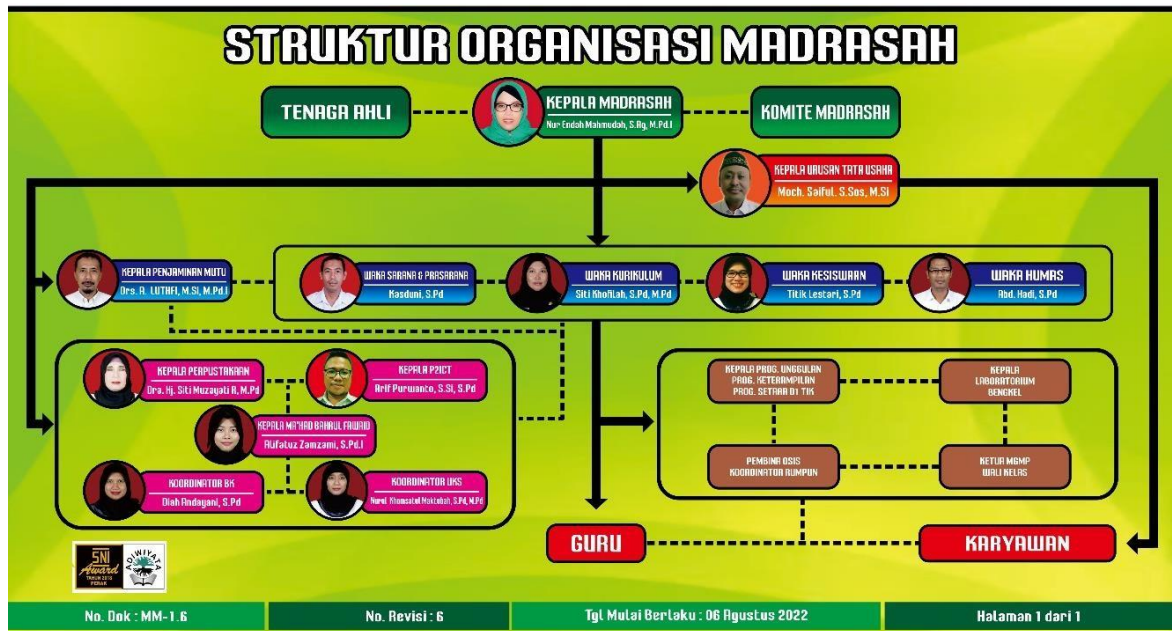 STRUKTUR ORGANISASI MADRASAH
TENAGA AHLI
KEPALA MADRASAH
Nur Endah Mahmudah, S.Ag, M.Pd.I
KOMITE MADRASAH
KEPALA URUSAN TATA USAHA
Moch. Saiful. S.Sos, M.Si
KEPALA PENJAMINAN MUTU
Drs. A. LUTHFI, M.Si, M.Pd.I
WAKA SARANA & PRASARANA
Kasduni, S.Pd
WAKA KURIKULUM
Siti Khofilah, S.Pd, M.Pd
WAKA KESISWAAN
Titik Lestari, S.Pd
WAKA HUMAS
Abd. Hadi, S.Pd
KEPALA PERPUSTAKAAN
Dra. Hj. Siti Muzayati R, M.Pd
KEPALA P2ICT
Arif Purwanto, S.Si, S.Pd
KEPALA MA'HAD BAHRUL FAWAID
Alifatuz Zamzami, S.Pd.I
KOORDINATOR BK
Diah Andayani, S.Pd
KOORDINATOR UKS
Nurul Khomsatul Maktubah, S.Pd, M.Pd
KEPALA PROG. UNGGULAN
PROG. KETERAMPILAN
PROG. SETARA D1 TIK
KEPALA
LABORATORIUM
BENGKEL
PEMBINA OSIS
KOORDINATOR RUMPUN
KETUA MGMP
WALI KELAS
GURU
KARYAWAN
SNI
Award
PERAK
ADIWIYATA
No. Dok : MM-1.6
No. Revisi : 6
Tgl Mulai Berlaku : 06 Agustus 2022
Halaman 1 dari 1